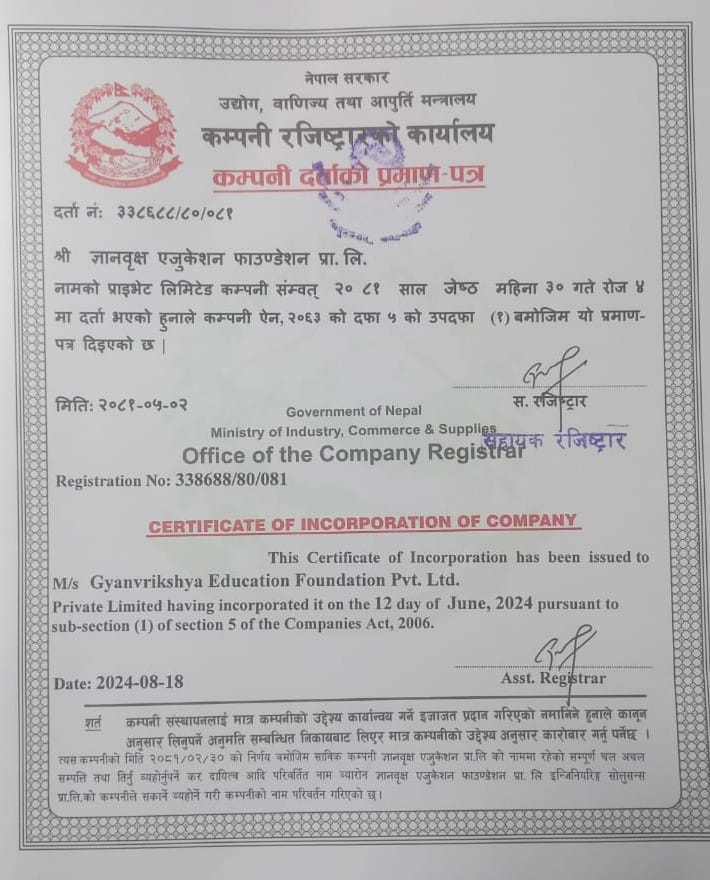 नेपाल सरकार
उद्योग, वाणिज्य तथा आपुर्ति मन्त्रालय
कम्पनी रजिष्ट्रारको कार्यालय
कम्पनी दर्ताको प्रमाण-पत्र
दर्ता नं: ३३८६८८/८०/०८१
श्री ज्ञानवृक्ष एजुकेशन फाउण्डेशन प्रा. लि.
नामको प्राइभेट लिमिटेड कम्पनी संम्वत् २० ८१ साल जेष्ठ महिना ३० गते रोज ४
मा दर्ता भएको हुनाले कम्पनी ऐन, २०६३ को दफा ५ को उपदफा (१) बमोजिम यो प्रमाण-
पत्र दिइएको छ |
स. रजिष्ट्रार
मिति: २०८१-०५-०२
Government of Nepal
Ministry of Industry, Commerce & Supplies
सहायक रजिष्ट्रार
Office of the Company Registrar
Registration No: 338688/80/081
CERTIFICATE OF INCORPORATION OF COMPANY
This Certificate of Incorporation has been issued to
M/s Gyanvrikshya Education Foundation Pvt. Ltd.
Private Limited having incorporated it on the 12 day of June, 2024 pursuant to
sub-section (1) of section 5 of the Companies Act, 2006.
Asst. Registrar
Date: 2024-08-18
शर्त कम्पनी संस्थापनलाई मात्र कम्पनीको उद्देश्य कार्यान्वय गर्ने इजाजत प्रदान गरिएको नमानिने हुनाले कानून
अनुसार लिनुपर्ने अनुमति सम्वन्धित निकायबाट लिएर मात्र कम्पनीको उद्देश्य अनुसार कारोबार गर्नु पर्नेछ ।
त्यस कम्पनीको मिति २०८१/०२/३० को निर्णय बमोजिम साविक कम्पनी ज्ञानवृक्ष एजुकेशन प्रा.लि को नाममा रहेको सम्पूर्ण चल अचल
सम्पत्ति तथा तिर्नु व्यहोर्नुपर्ने कर दायित्व आदि परिवर्तित नाम भ्यारोन ज्ञानवृक्ष एजुकेशन फाउण्डेशन प्रा. लि इन्जिनियरिङ सोलुसन्स
प्रा.लि.को कम्पनीले सकार्ने व्यहोर्ने गरी कम्पनीको नाम परिवर्तन गरिएको छ।